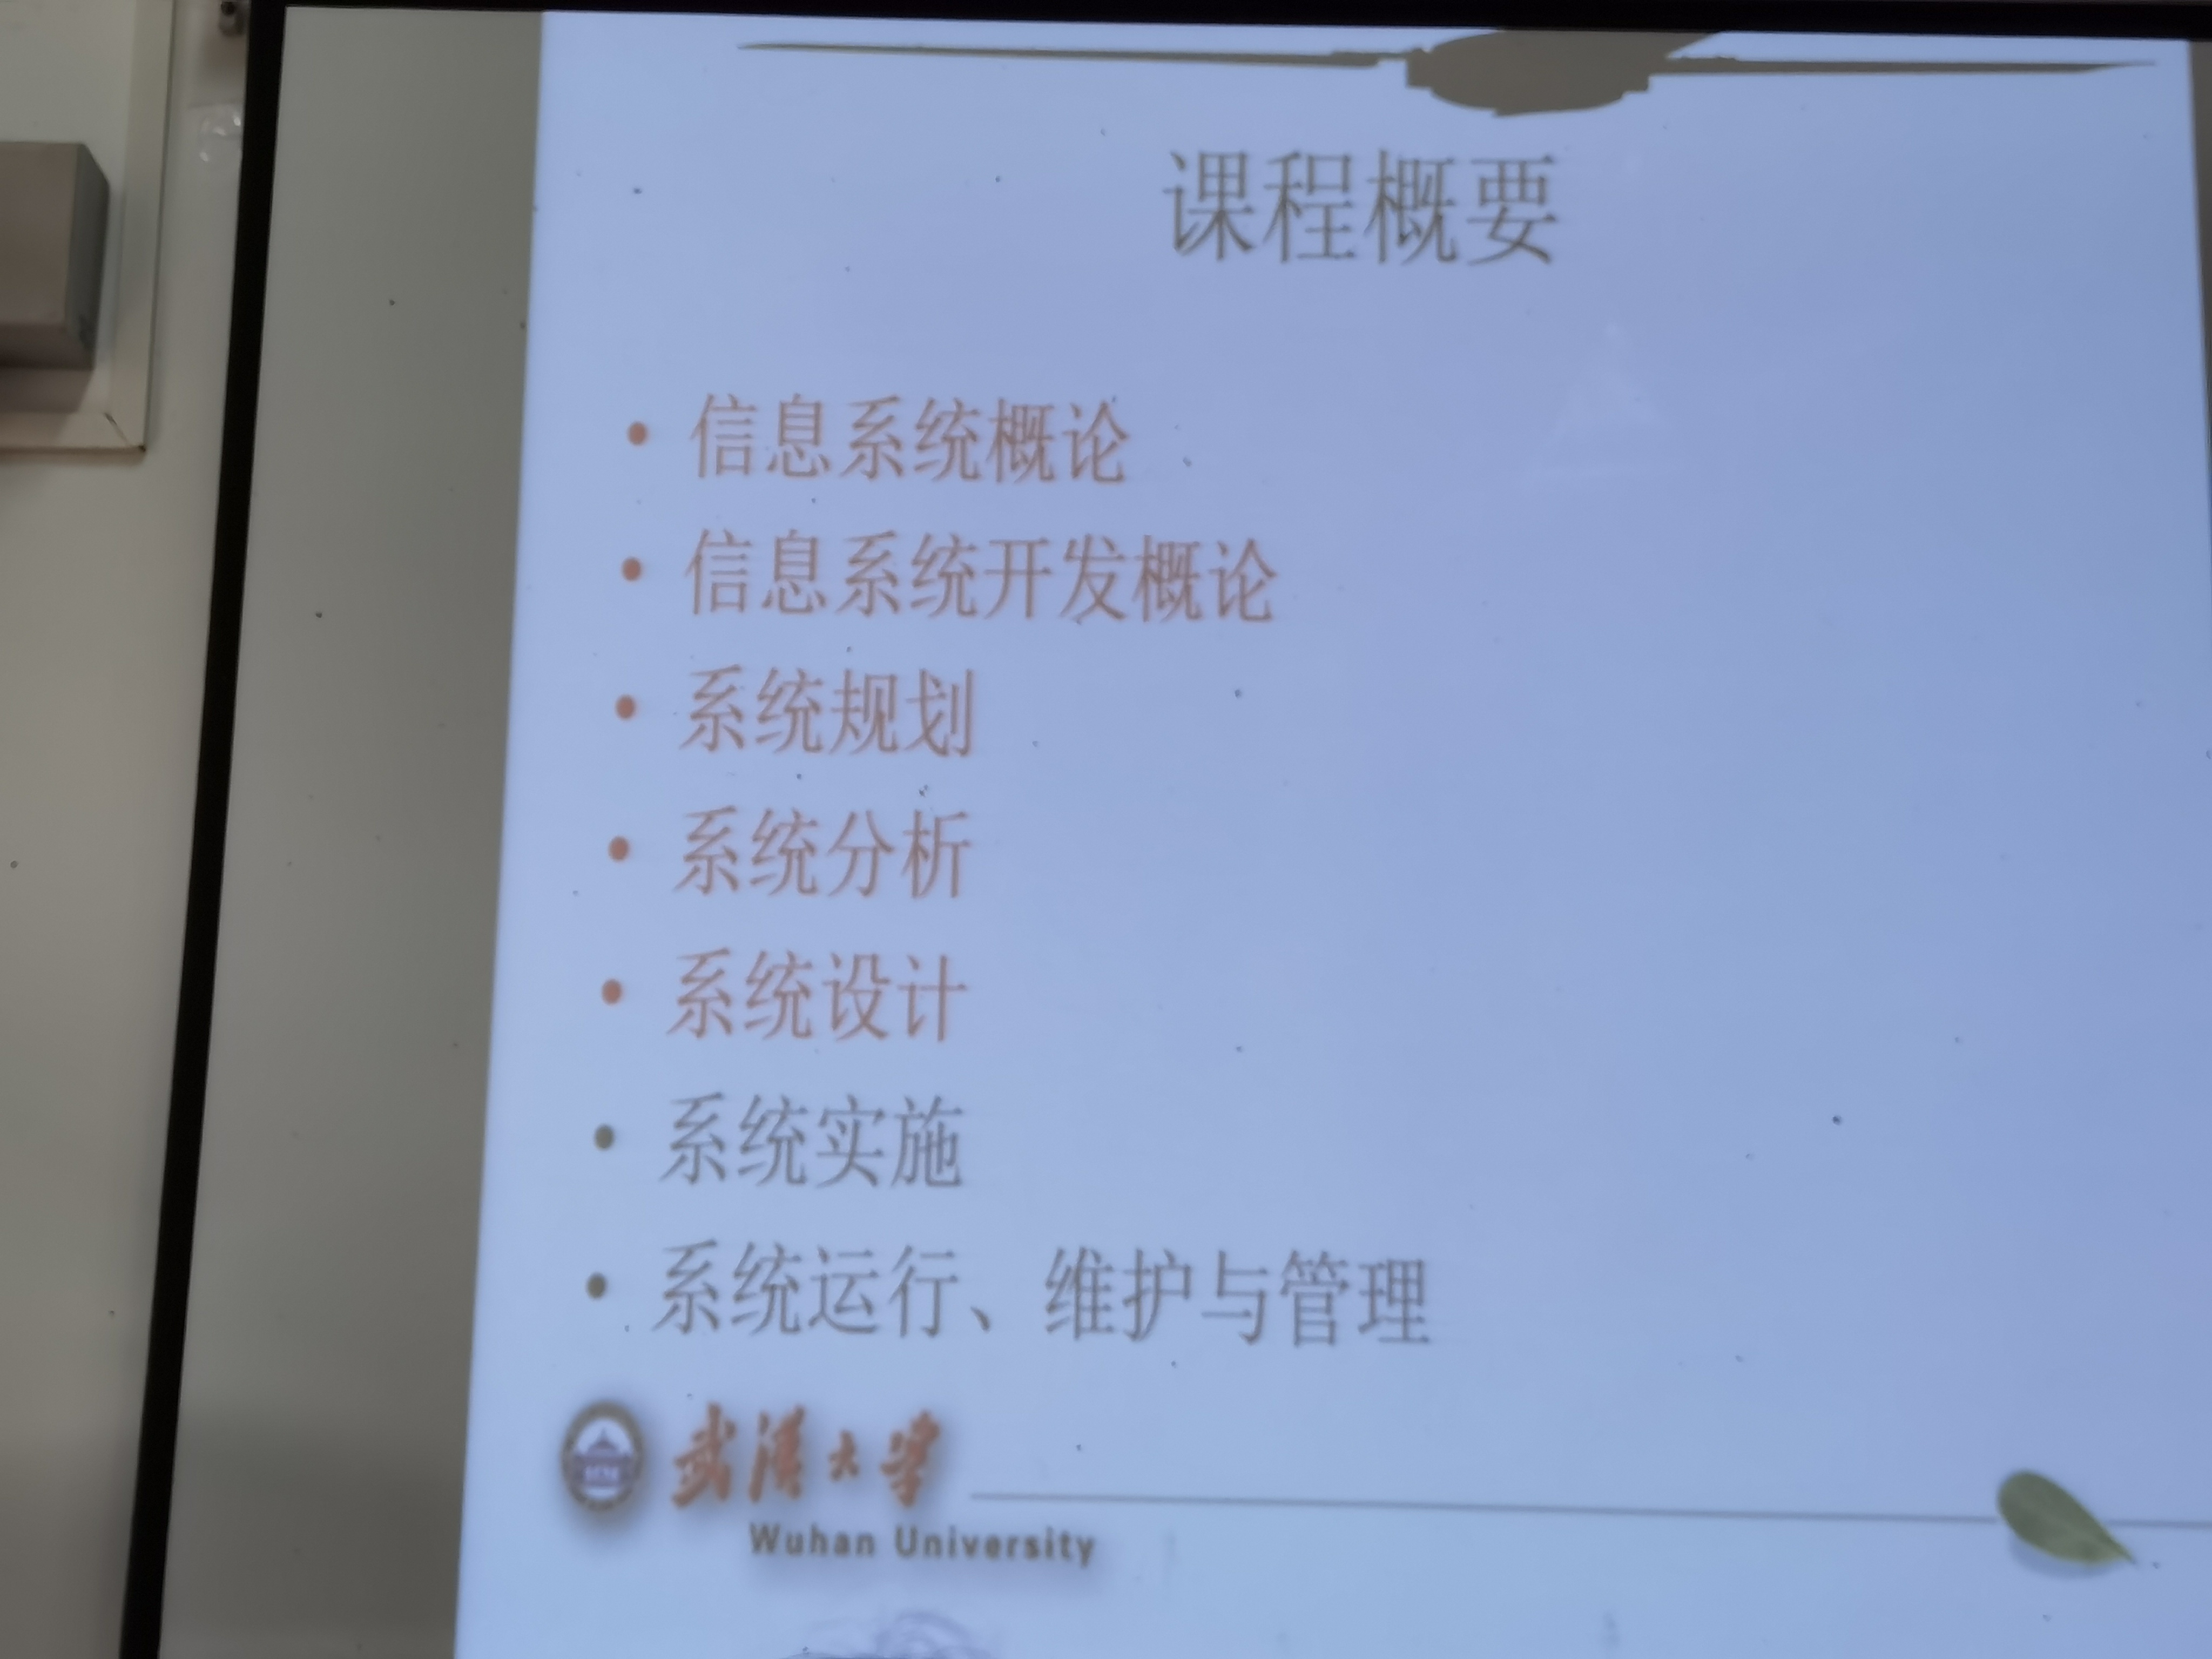 课程概要
• 信息系统概论
• 信息系统开发概论
• 系统规划
• 系统分析
• 系统设计
• 系统实施
• 系统运行、维护与管理
武汉大学
Wuhan University